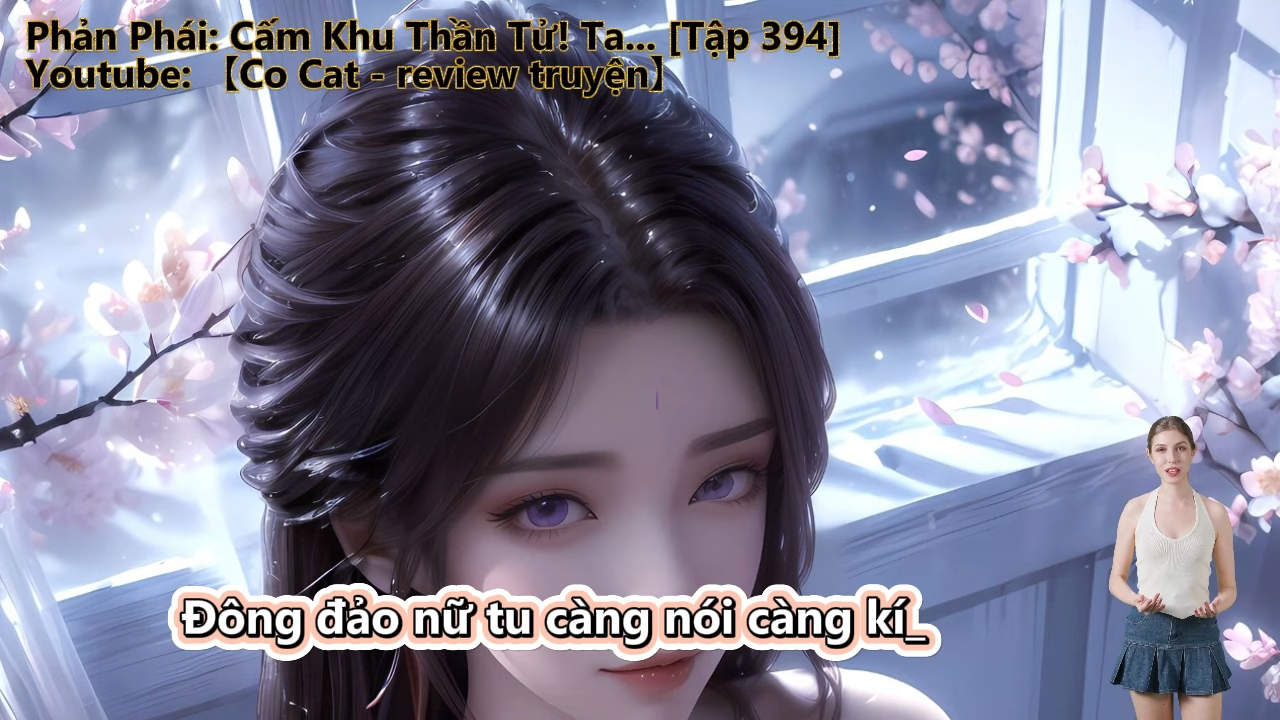 Phản Phái: Cấm Khu Thần Tử! Ta... [Tập 394]
Youtube: 【Co Cat - review truyện】
Đông đảo nữ tu càng nói càng kí_